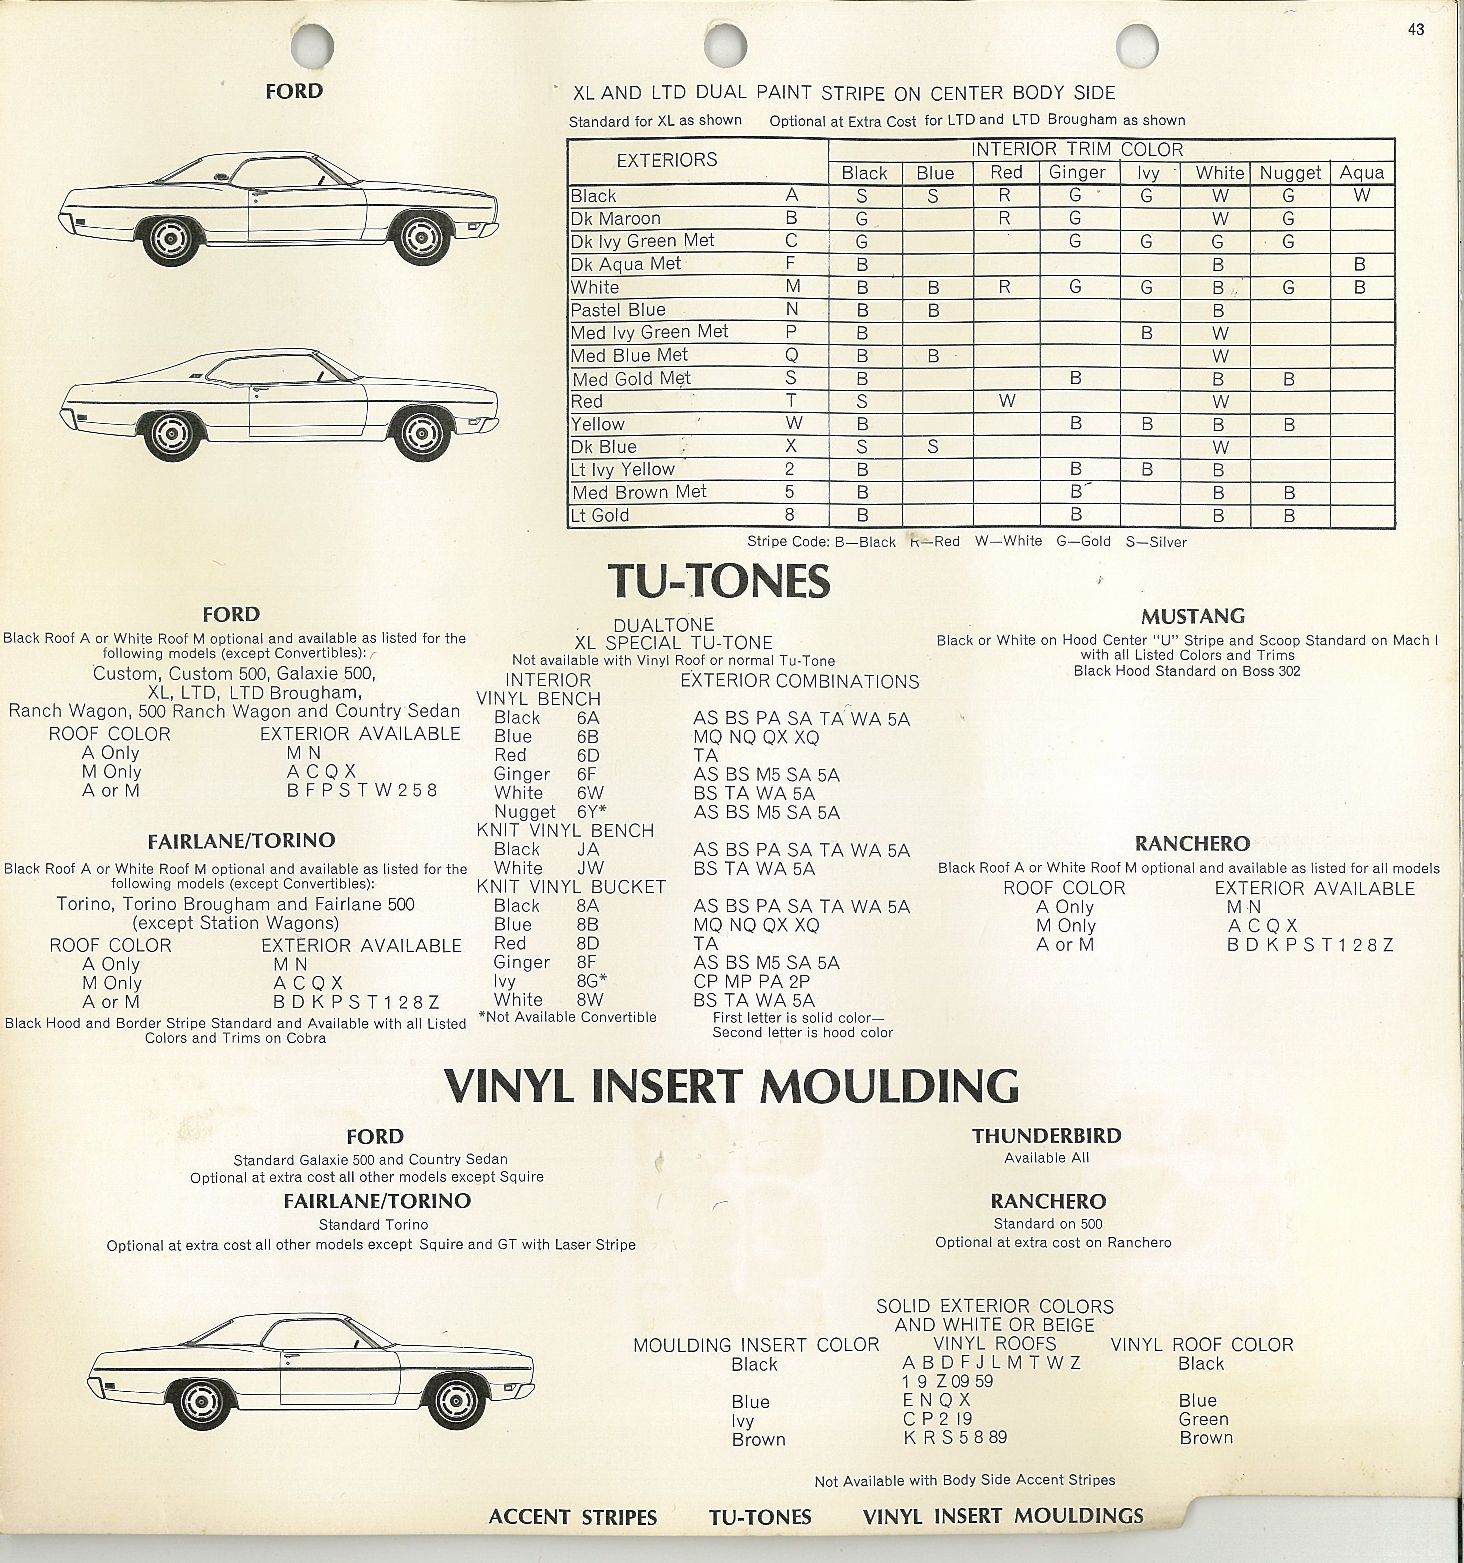 43
FORD
XL AND LTD DUAL PAINT STRIPE ON CENTER BODY SIDE
Standard for XL as shown Optional at Extra Cost for LTD and LTD Brougham as shown
EXTERIORS INTERIOR TRIM COLOR
Black Blue Red Ginger Ivy White Nugget Aqua
Black A S S R G G W G W
Dk Maroon B G R G W G
Dk Ivy Green Met C G G G G G
Dk Aqua Met F B B B
White M B B R G G B G B
Pastel Blue N B B B
Med Ivy Green Met P B B W
Med Blue Met Q B B W
Med Gold Met S B B B B
Red T S W W
Yellow W B B B B B
Dk Blue X S S W
Lt Ivy Yellow 2 B B B B
Med Brown Met 5 B B B B
Lt Gold 8 B B B B
Stripe Code: B—Black R—Red W—White G—Gold S—Silver
TU-TONES
FORD
Black Roof A or White Roof M optional and available as listed for the
following models (except Convertibles):
Custom, Custom 500, Galaxie 500,
XL, LTD, LTD Brougham,
Ranch Wagon, 500 Ranch Wagon and Country Sedan
ROOF COLOR EXTERIOR AVAILABLE
A Only M N
M Only A C Q X
A or M B F P S T W 2 5 8
FAIRLANE/TORINO
Black Roof A or White Roof M optional and available as listed for the
following models (except Convertibles):
Torino, Torino Brougham and Fairlane 500
(except Station Wagons)
ROOF COLOR EXTERIOR AVAILABLE
A Only M N
M Only A C Q X
A or M B D K P S T 1 2 8 Z
Black Hood and Border Stripe Standard and Available with all Listed
Colors and Trims on Cobra
DUALTONE
XL SPECIAL TU-TONE
Not available with Vinyl Roof or normal Tu-Tone
INTERIOR EXTERIOR COMBINATIONS
VINYL BENCH
Black 6A AS BS PA SA TA WA 5A
Blue 6B MQ NQ QX XQ
Red 6D TA
Ginger 6F AS BS M5 SA 5A
White 6W BS TA WA 5A
Nugget 6Y* AS BS M5 SA 5A
KNIT VINYL BENCH
Black JA AS BS PA SA TA WA 5A
White JW BS TA WA 5A
KNIT VINYL BUCKET
Black 8A AS BS PA SA TA WA 5A
Blue 8B MQ NQ QX XQ
Red 8D TA
Ginger 8F AS BS M5 SA 5A
Ivy 8G* CP MP PA 2P
White 8W BS TA WA 5A
*Not Available Convertible First letter is solid color—
Second letter is hood color
MUSTANG
Black or White on Hood Center "U" Stripe and Scoop Standard on Mach I
with all Listed Colors and Trims
Black Hood Standard on Boss 302
RANCHERO
Black Roof A or White Roof M optional and available as listed for all models
ROOF COLOR EXTERIOR AVAILABLE
A Only M N
M Only A C Q X
A or M B D K P S T 1 2 8 Z
VINYL INSERT MOULDING
FORD
Standard Galaxie 500 and Country Sedan
Optional at extra cost all other models except Squire
FAIRLANE/TORINO
Standard Torino
Optional at extra cost all other models except Squire and GT with Laser Stripe
THUNDERBIRD
Available All
RANCHERO
Standard on 500
Optional at extra cost on Ranchero
SOLID EXTERIOR COLORS
AND WHITE OR BEIGE
MOULDING INSERT COLOR VINYL ROOFS VINYL ROOF COLOR
Black A B D F J L M T W Z Black
1 9 Z 09 59
Blue E N Q X Blue
Ivy C P 2 19 Green
Brown K R S 5 8 89 Brown
Not Available with Body Side Accent Stripes
ACCENT STRIPES TU-TONES VINYL INSERT MOULDINGS